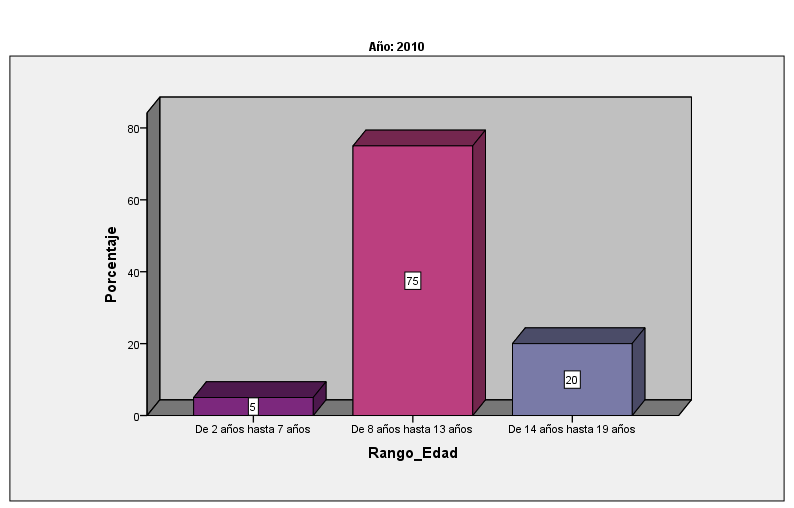 Año: 2010
Porcentaje
80
60
40
20
0
5
75
20
De 2 años hasta 7 años
De 8 años hasta 13 años
De 14 años hasta 19 años
Rango_Edad